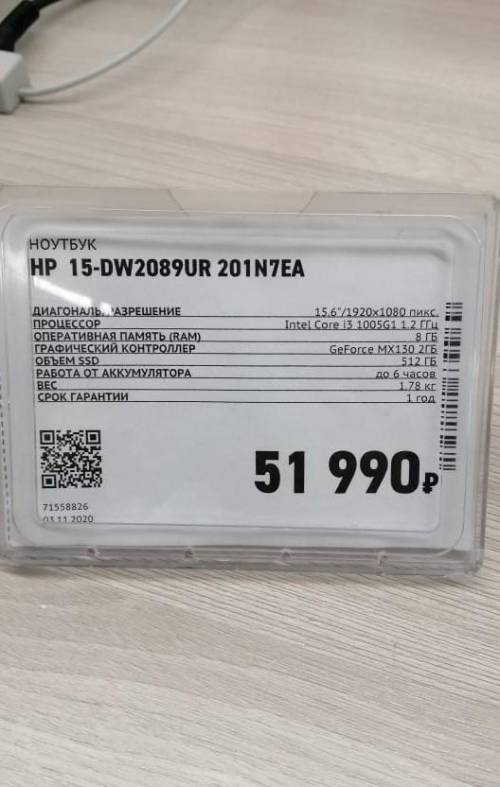 НОУТБУК
HP 15-DW2089UR 201N7EA
ДИАГОНАЛЬ/РАЗРЕШЕНИЕ 15.6"/1920x1080 пикс.
ПРОЦЕССОР Intel Core i3 1005G1 1.2 ГГц
ОПЕРАТИВНАЯ ПАМЯТЬ (RAM) 8 ГБ
ГРАФИЧЕСКИЙ КОНТРОЛЛЕР GeForce MX130 2ГБ
ОБЪЕМ SSD 512 ГБ
РАБОТА ОТ АККУМУЛЯТОРА до 6 часов
ВЕС 1.78 кг
СРОК ГАРАНТИИ 1 год
51 990₽
71558826
03.11.2020